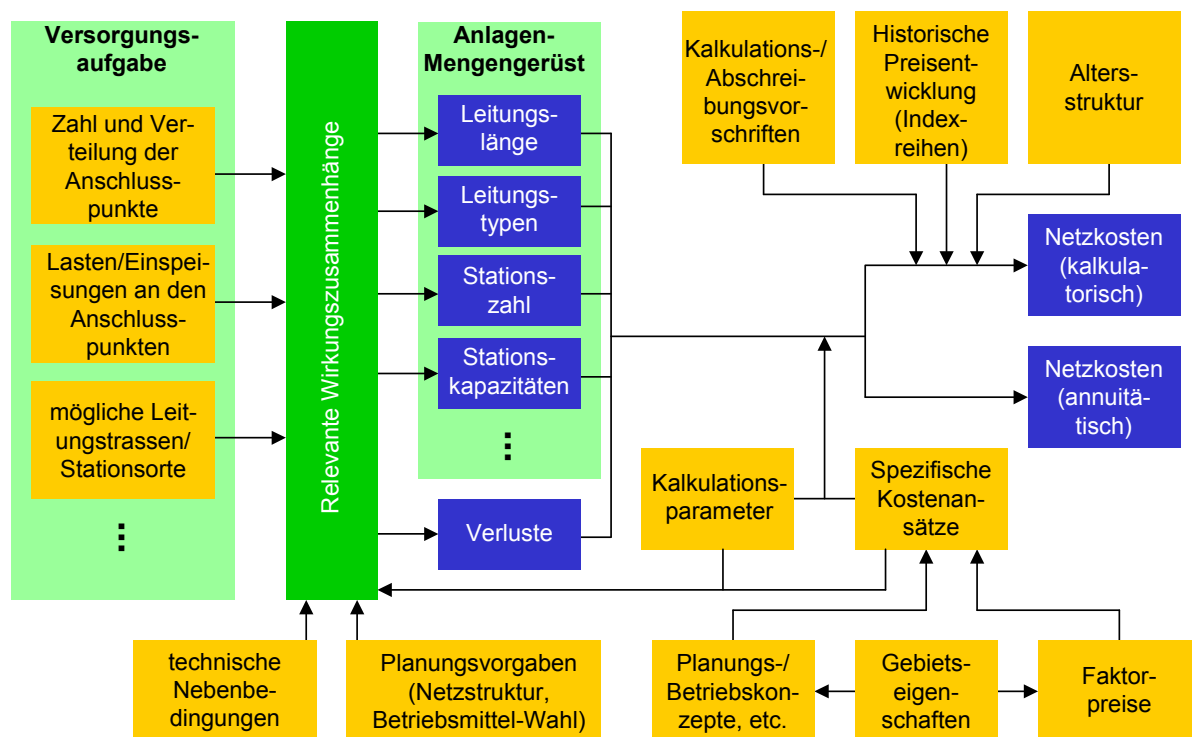 Versorgungs-
aufgabe
Zahl und Ver-
teilung der
Anschluss-
punkte
Lasten/Einspei-
sungen an den
Anschluss-
punkten
mögliche Leit-
ungstrassen/
Stationsorte
...
Relevante Wirkungszusammenhänge
Anlagen-
Mengengerüst
Leitungs-
länge
Leitungs-
typen
Stations-
zahl
Stations-
kapazitäten
...
Verluste
Kalkulations-/
Abschrei-
bungsvor-
schriften
Historische
Preisent-
wicklung
(Index-
reihen)
Alters-
struktur
Netzkosten
(kalkula-
torisch)
Netzkosten
(annuitä-
tisch)
Kalkulations-
parameter
Spezifische
Kostenan-
sätze
technische
Nebenbe-
dingungen
Planungsvorgaben
(Netzstruktur,
Betriebsmittel-Wahl)
Planungs-/
Betriebskon-
zepte, etc.
Gebiets-
eigen-
schaften
Faktor-
preise